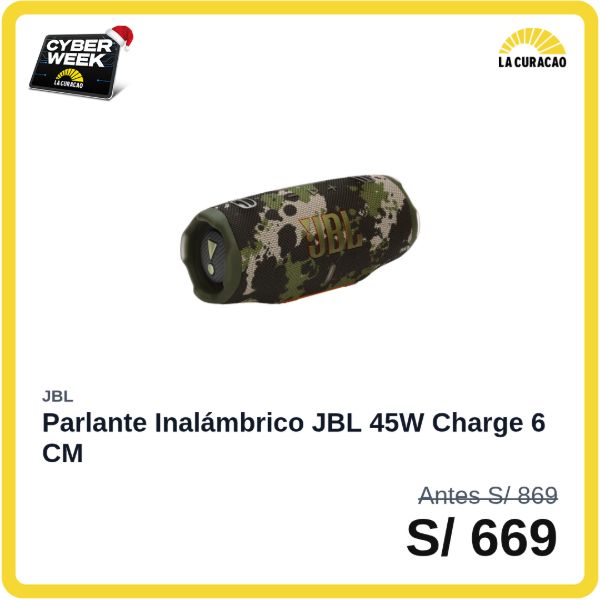 CYBER
WEEK
LA CURACAO
LA CURACAO
JBL
!
JBL
Parlante Inalámbrico JBL 45W Charge 6
CM
Antes S/ 869
S/ 669